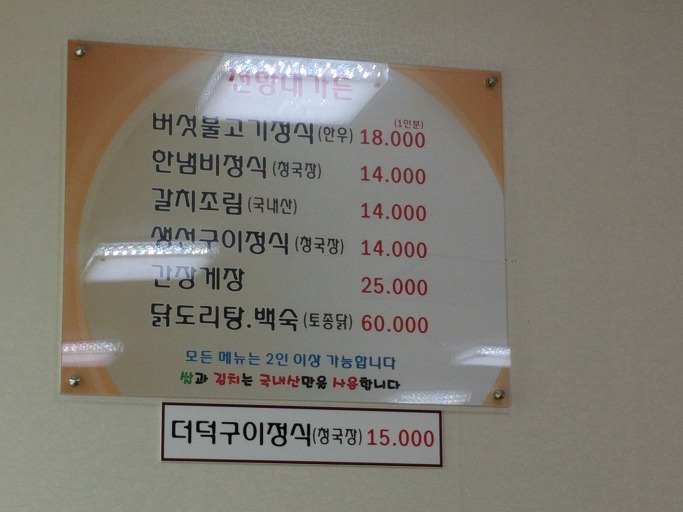 전망대가든
(1인분)
버섯불고기정식(한우) 18.000
한냄비정식(청국장) 14.000
갈치조림(국내산) 14.000
생선구이정식(청국장) 14.000
간장게장 25.000
닭도리탕.백숙(토종닭) 60.000
모든 메뉴는 2인 이상 가능합니다
쌀과 김치는 국내산만을 사용합니다
더덕구이정식(청국장) 15.000